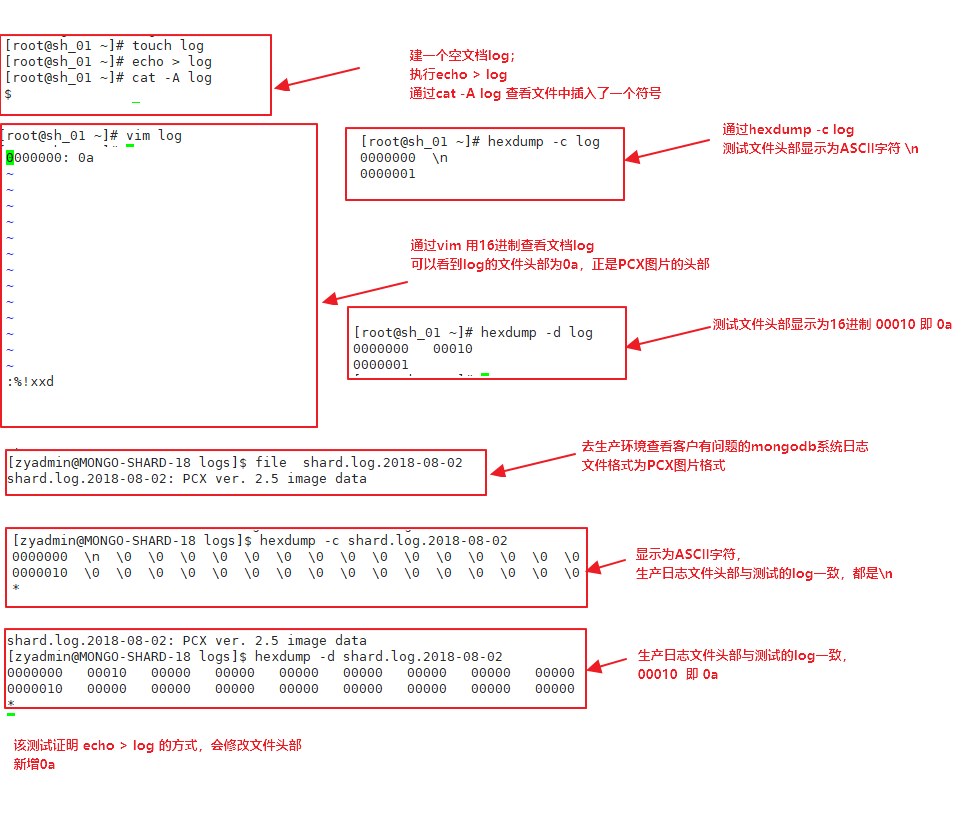 [root@sh_01 ~]# touch log
[root@sh_01 ~]# echo > log
[root@sh_01 ~]# cat -A log
$
建一个空文档log；
执行echo > log
通过cat -A log 查看文件中插入了一个符号
[root@sh_01 ~]# vim log
0000000: 0a
~
~
~
~
~
~
~
~
~
~
~
~
~
:%!xxd
[root@sh_01 ~]# hexdump -c log
0000000  \n
0000001
通过hexdump -c log
测试文件头部显示为ASCII字符 \n
通过vim 用16进制查看文档log
可以看到log的文件头部为0a，正是PCX图片的头部
[root@sh_01 ~]# hexdump -d log
0000000   00010
0000001
测试文件头部显示为16进制 00010 即 0a
[zyadmin@MONGO-SHARD-18 logs]$ file  shard.log.2018-08-02
shard.log.2018-08-02: PCX ver. 2.5 image data
去生产环境查看客户有问题的mongodb系统日志
文件格式为PCX图片格式
[zyadmin@MONGO-SHARD-18 logs]$ hexdump -c shard.log.2018-08-02
0000000  \n  \0  \0  \0  \0  \0  \0  \0  \0  \0  \0  \0  \0  \0  \0  \0
0000010  \0  \0  \0  \0  \0  \0  \0  \0  \0  \0  \0  \0  \0  \0  \0  \0
*
显示为ASCII字符，
生产日志文件头部与测试的log一致，都是\n
shard.log.2018-08-02: PCX ver. 2.5 image data
[zyadmin@MONGO-SHARD-18 logs]$ hexdump -d shard.log.2018-08-02
0000000   00010   00000   00000   00000   00000   00000   00000   00000
0000010   00000   00000   00000   00000   00000   00000   00000   00000
*
生产日志文件头部与测试的log一致，
00010  即 0a
该测试证明 echo > log 的方式，会修改文件头部
新增0a